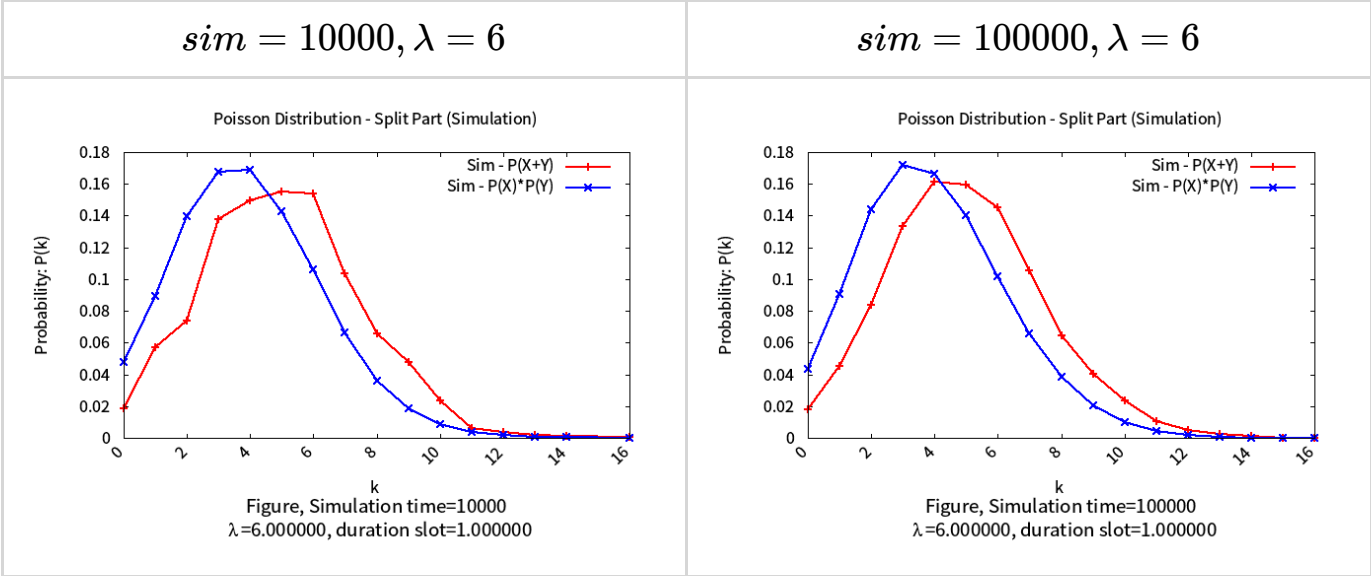 sim = 10000, λ = 6
sim = 100000, λ = 6
Poisson Distribution - Split Part (Simulation)
Sim - P(X+Y)
Sim - P(X)*P(Y)
Probability: P(k)
0.18
0.16
0.14
0.12
0.1
0.08
0.06
0.04
0.02
0
0 2 4 6 8 10 12 14 16
k
Figure, Simulation time=10000
λ=6.000000, duration slot=1.000000
Poisson Distribution - Split Part (Simulation)
Sim - P(X+Y)
Sim - P(X)*P(Y)
Probability: P(k)
0.18
0.16
0.14
0.12
0.1
0.08
0.06
0.04
0.02
0
0 2 4 6 8 10 12 14 16
k
Figure, Simulation time=100000
λ=6.000000, duration slot=1.000000